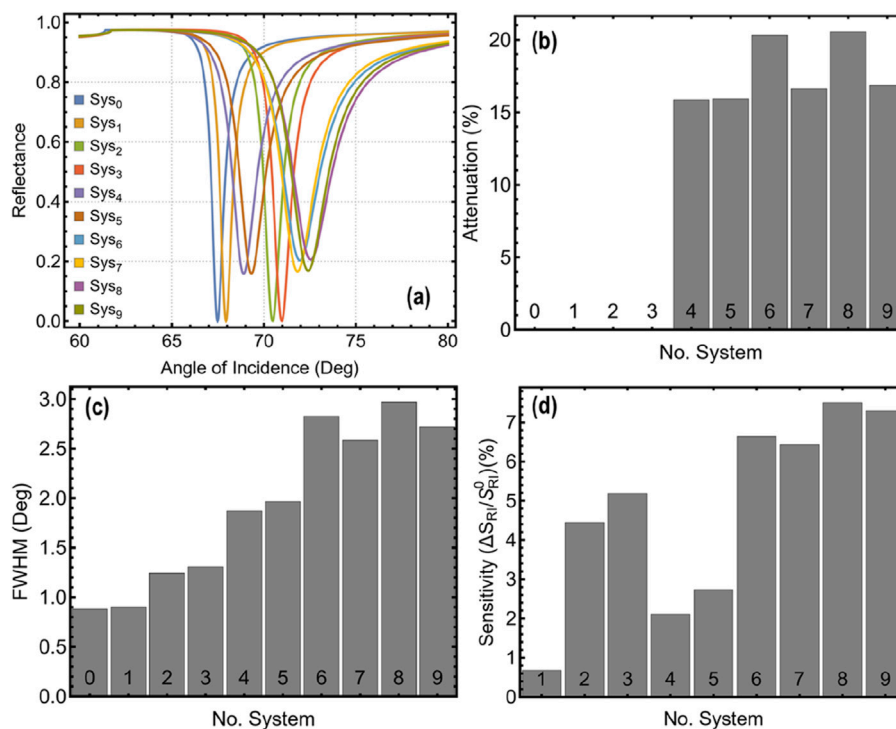 (a)
Reflectance
1.0
0.8
0.6
0.4
0.2
0.0
Sys0
Sys1
Sys2
Sys3
Sys4
Sys5
Sys6
Sys7
Sys8
Sys9
60 65 70 75 80
Angle of Incidence (Deg)
(b)
Attenuation (%)
20
15
10
5
0
0 1 2 3 4 5 6 7 8 9
No. System
(c)
FWHM (Deg)
3.0
2.5
2.0
1.5
1.0
0.5
0.0
0 1 2 3 4 5 6 7 8 9
No. System
(d)
Sensitivity (ΔS_RI/S⁰_RI)(%)
7
6
5
4
3
2
1
0
1 2 3 4 5 6 7 8 9
No. System